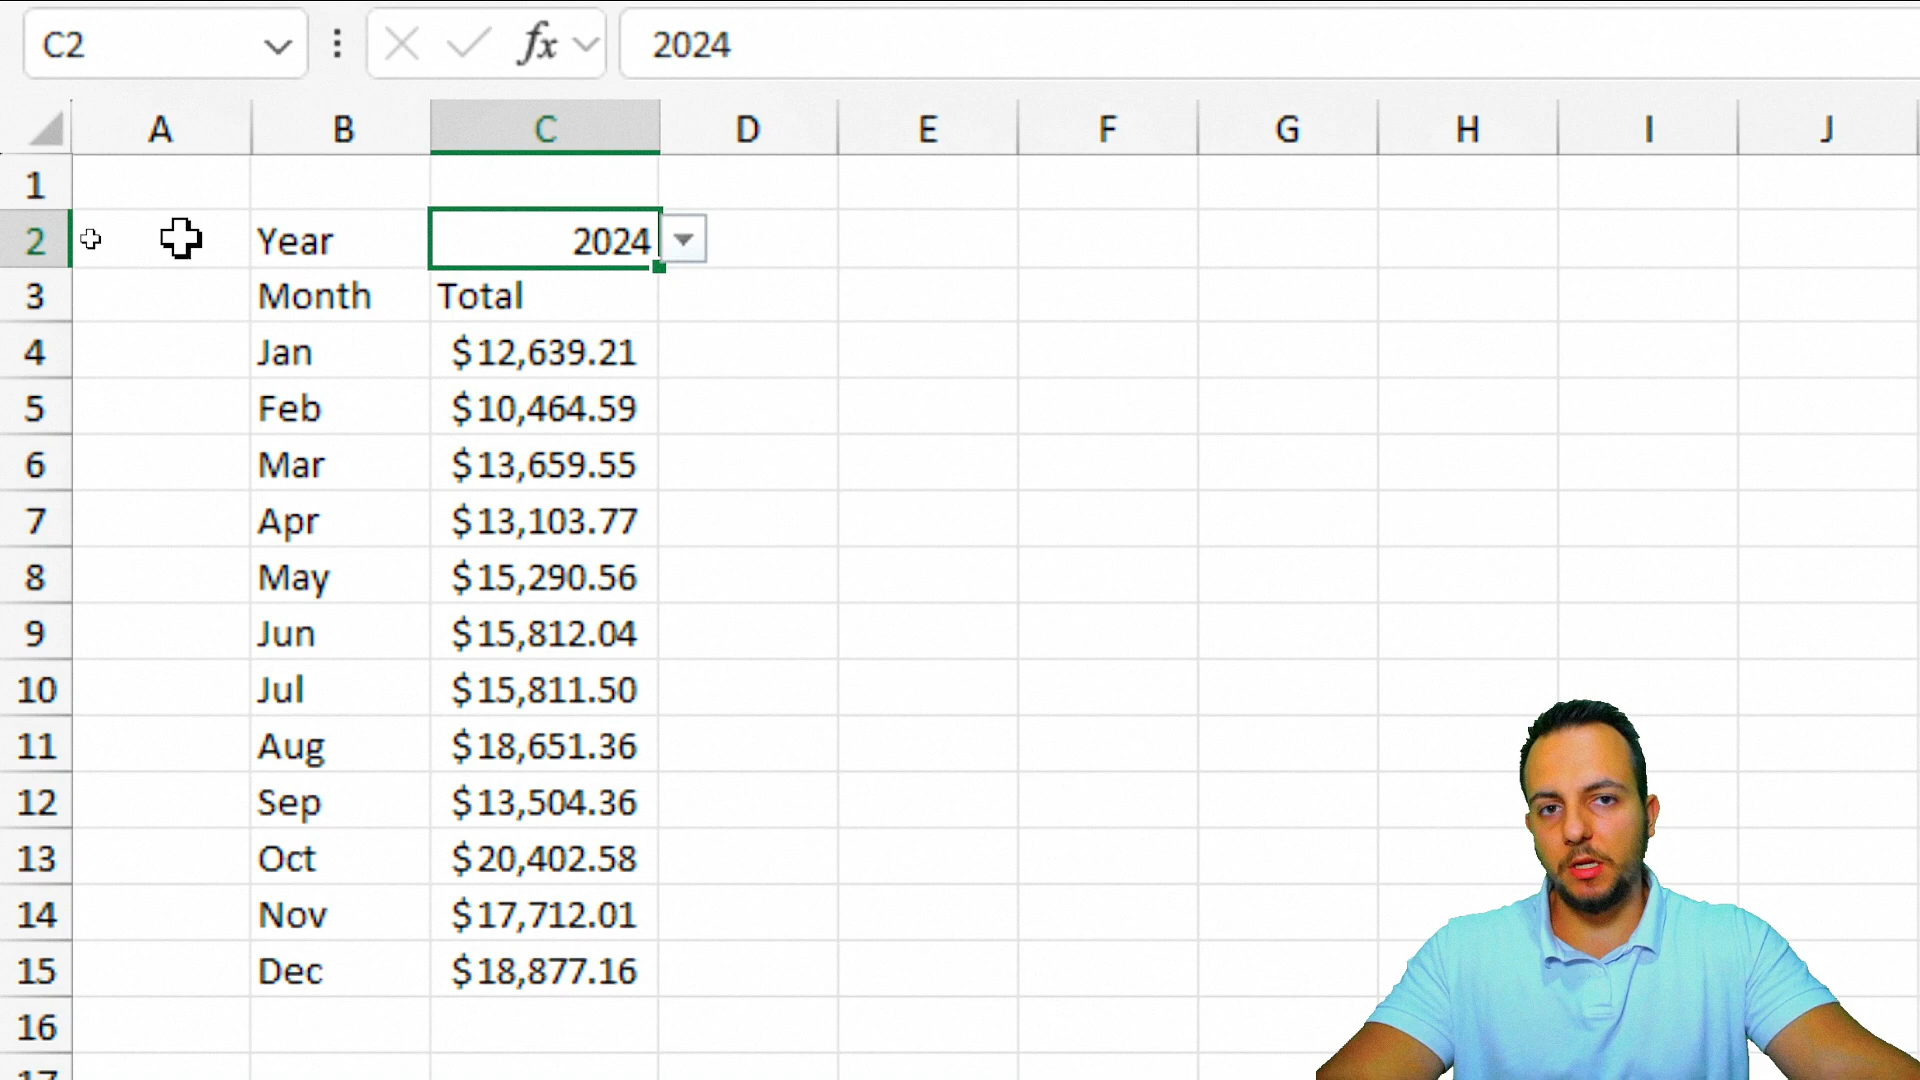 C2 fx 2024
A B C D E F G H I J
1
2 Year 2024
3 Month Total
4 Jan $12,639.21
5 Feb $10,464.59
6 Mar $13,659.55
7 Apr $13,103.77
8 May $15,290.56
9 Jun $15,812.04
10 Jul $15,811.50
11 Aug $18,651.36
12 Sep $13,504.36
13 Oct $20,402.58
14 Nov $17,712.01
15 Dec $18,877.16
16
17